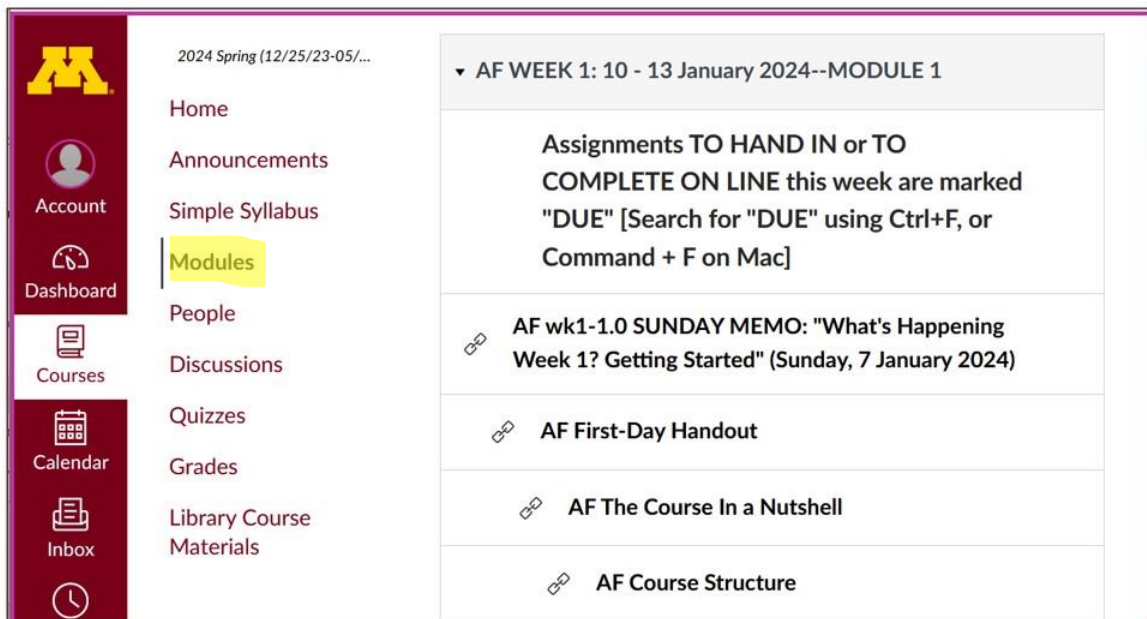 M
Account
Dashboard
Courses
Calendar
Inbox
2024 Spring (12/25/23-05/...
Home
Announcements
Simple Syllabus
Modules
People
Discussions
Quizzes
Grades
Library Course
Materials
AF WEEK 1: 10 - 13 January 2024--MODULE 1
Assignments TO HAND IN or TO
COMPLETE ON LINE this week are marked
"DUE" [Search for "DUE" using Ctrl+F, or
Command + F on Mac]
AF wk1-1.0 SUNDAY MEMO: "What's Happening
Week 1? Getting Started" (Sunday, 7 January 2024)
AF First-Day Handout
AF The Course In a Nutshell
AF Course Structure